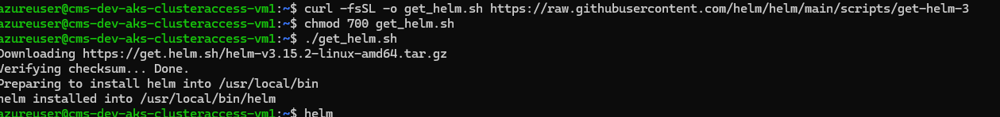 azureuser@cms-dev-aks-clusteraccess-vm1:~$ curl -fsSL -o get_helm.sh https://raw.githubusercontent.com/helm/helm/main/scripts/get-helm-3
azureuser@cms-dev-aks-clusteraccess-vm1:~$ chmod 700 get_helm.sh
azureuser@cms-dev-aks-clusteraccess-vm1:~$ ./get_helm.sh
Downloading https://get.helm.sh/helm-v3.15.2-linux-amd64.tar.gz
Verifying checksum... Done.
Preparing to install helm into /usr/local/bin
helm installed into /usr/local/bin/helm
azureuser@cms-dev-aks-clusteraccess-vm1:~$ helm